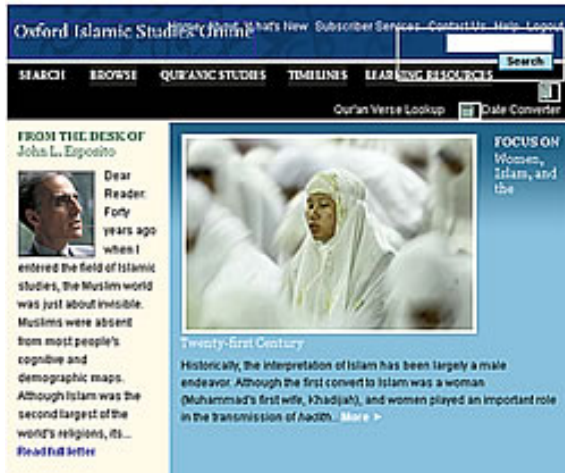 Oxford Islamic Studies Online
Home About What's New Subscriber Services Contact Us Help Logout
Search
SEARCH BROWSE QUR'ANIC STUDIES TIMELINES LEARNING RESOURCES
Qur'an Verse Lookup Date Converter
FROM THE DESK OF
John L. Esposito
Dear
Reader:
Forty
years ago
when I
entered the field of Islamic
studies, the Muslim world
was just about invisible.
Muslims were absent
from most people's
cognitive and
demographic maps.
Although Islam was the
second largest of the
world's religions, its...
Read full letter
FOCUS ON
Women,
Islam, and
the
Twenty-first Century
Historically, the interpretation of Islam has been largely a male
endeavor. Although the first convert to Islam was a woman
(Muhammad's first wife, Khadijah), and women played an important role
in the transmission of hadith... More >